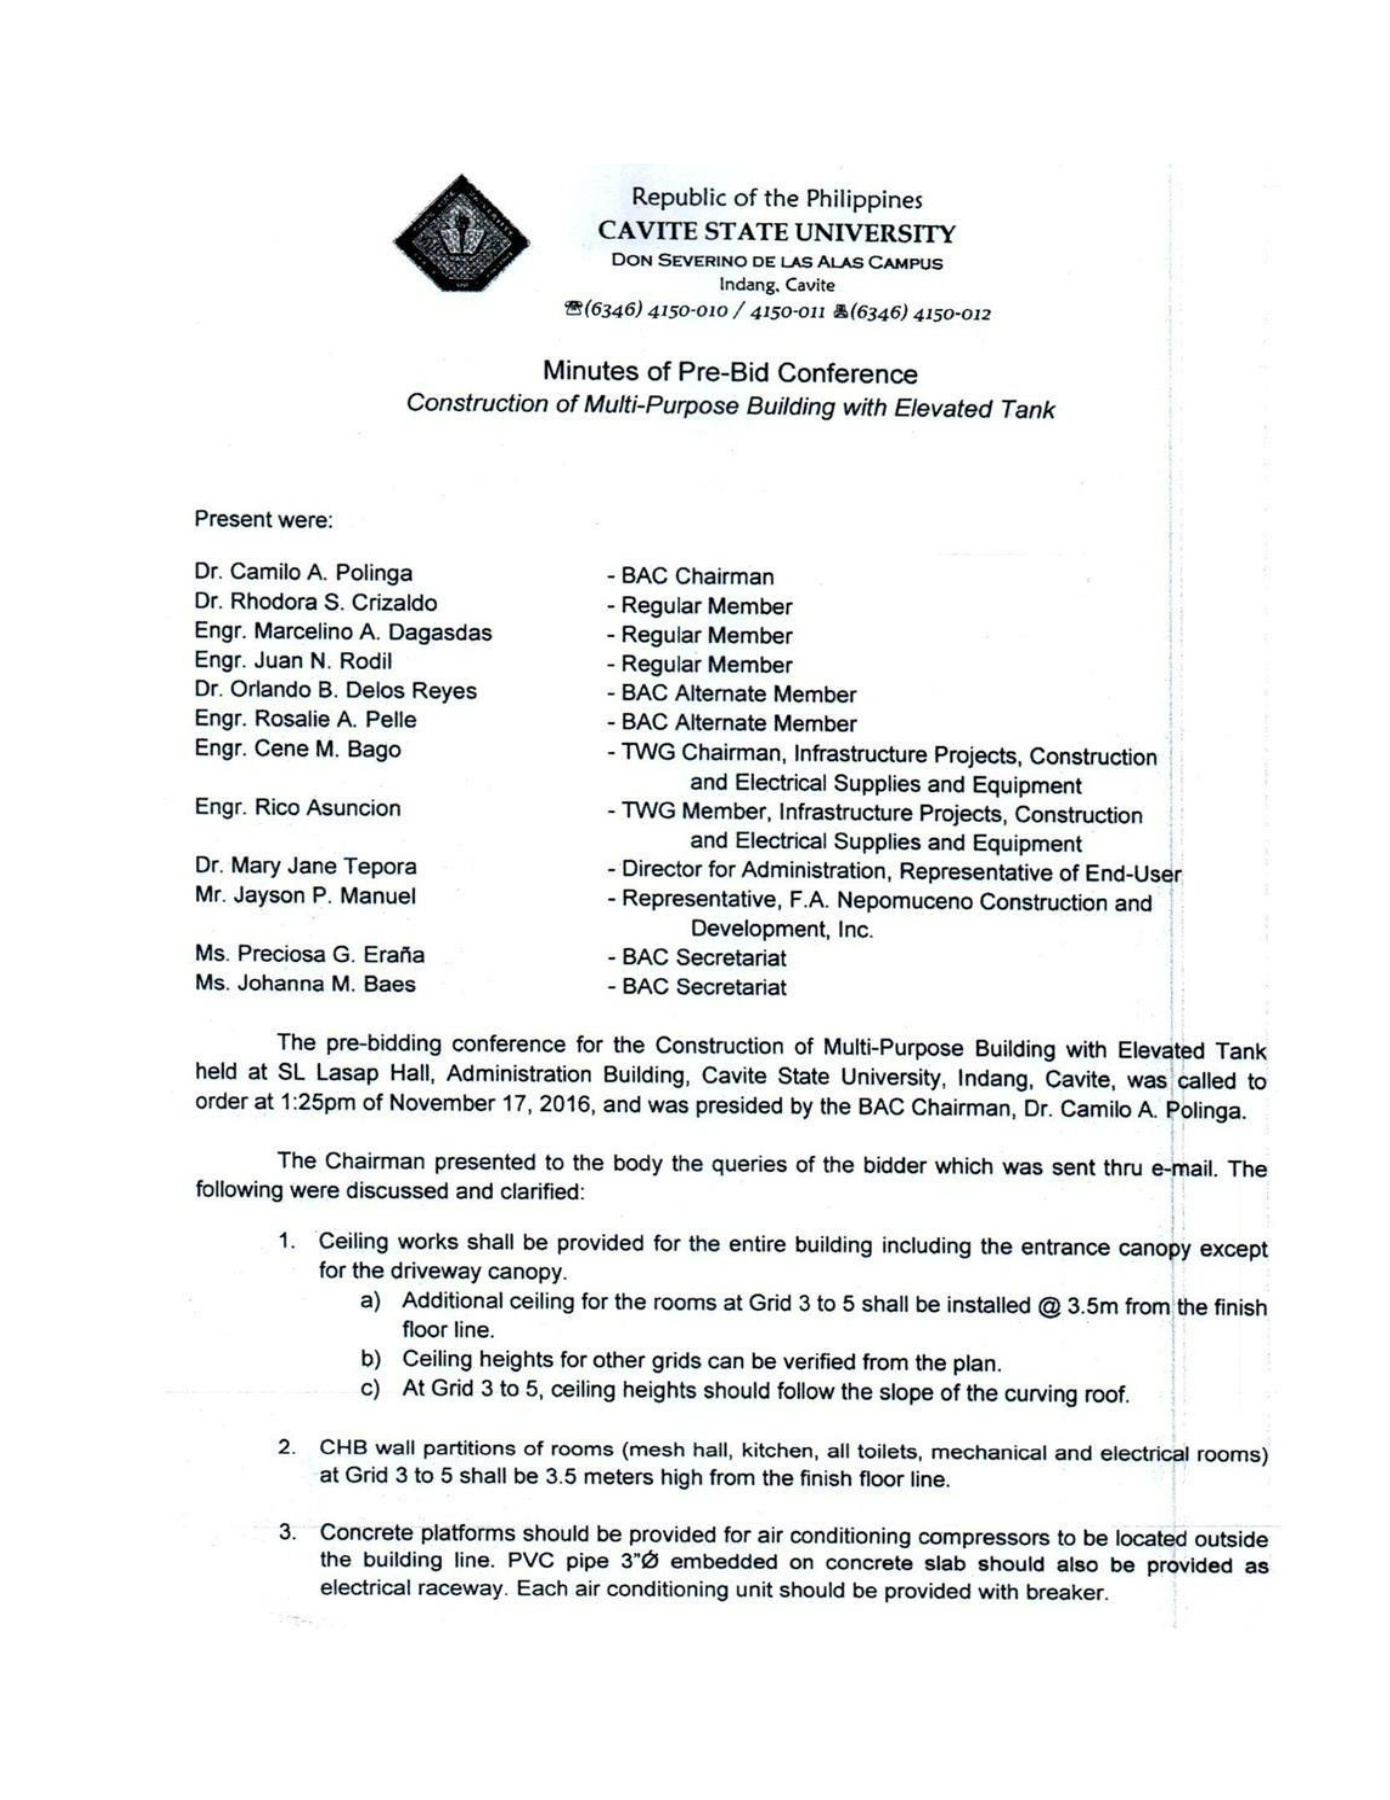 Republic of the Philippines
CAVITE STATE UNIVERSITY
DON SEVERINO DE LAS ALAS CAMPUS
Indang, Cavite
☎(6346) 4150-010 / 4150-011 (6346) 4150-012
Minutes of Pre-Bid Conference
Construction of Multi-Purpose Building with Elevated Tank
Present were:
Dr. Camilo A. Polinga - BAC Chairman
Dr. Rhodora S. Crizaldo - Regular Member
Engr. Marcelino A. Dagasdas - Regular Member
Engr. Juan N. Rodil - Regular Member
Dr. Orlando B. Delos Reyes - BAC Alternate Member
Engr. Rosalie A. Pelle - BAC Alternate Member
Engr. Cene M. Bago - TWG Chairman, Infrastructure Projects, Construction
and Electrical Supplies and Equipment
Engr. Rico Asuncion - TWG Member, Infrastructure Projects, Construction
and Electrical Supplies and Equipment
Dr. Mary Jane Tepora - Director for Administration, Representative of End-User
Mr. Jayson P. Manuel - Representative, F.A. Nepomuceno Construction and
Development, Inc.
Ms. Preciosa G. Eraña - BAC Secretariat
Ms. Johanna M. Baes - BAC Secretariat
The pre-bidding conference for the Construction of Multi-Purpose Building with Elevated Tank
held at SL Lasap Hall, Administration Building, Cavite State University, Indang, Cavite, was called to
order at 1:25pm of November 17, 2016, and was presided by the BAC Chairman, Dr. Camilo A. Polinga.
The Chairman presented to the body the queries of the bidder which was sent thru e-mail. The
following were discussed and clarified:
1. Ceiling works shall be provided for the entire building including the entrance canopy except
for the driveway canopy.
a) Additional ceiling for the rooms at Grid 3 to 5 shall be installed @ 3.5m from the finish
floor line.
b) Ceiling heights for other grids can be verified from the plan.
c) At Grid 3 to 5, ceiling heights should follow the slope of the curving roof.
2. CHB wall partitions of rooms (mesh hall, kitchen, all toilets, mechanical and electrical rooms)
at Grid 3 to 5 shall be 3.5 meters high from the finish floor line.
3. Concrete platforms should be provided for air conditioning compressors to be located outside
the building line. PVC pipe 3"Ø embedded on concrete slab should also be provided as
electrical raceway. Each air conditioning unit should be provided with breaker.